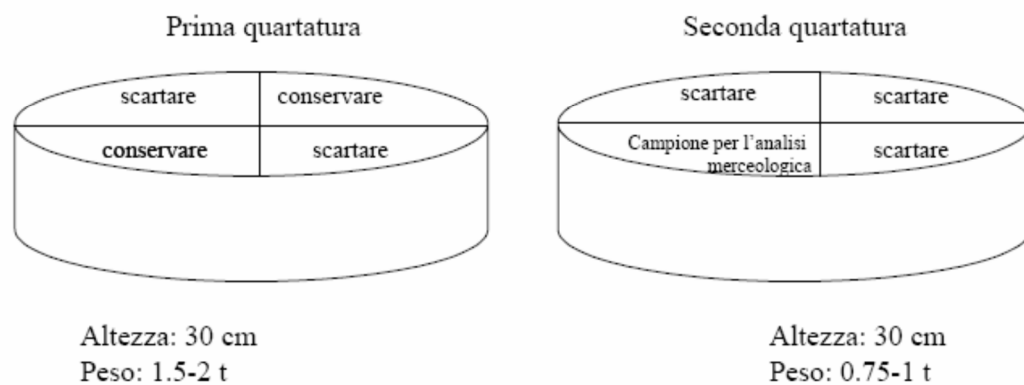 Prima quartatura
scartare
conservare
conservare
scartare
Altezza: 30 cm
Peso: 1.5-2 t
Seconda quartatura
scartare
scartare
Campione per l'analisi
merceologica
scartare
Altezza: 30 cm
Peso: 0.75-1 t